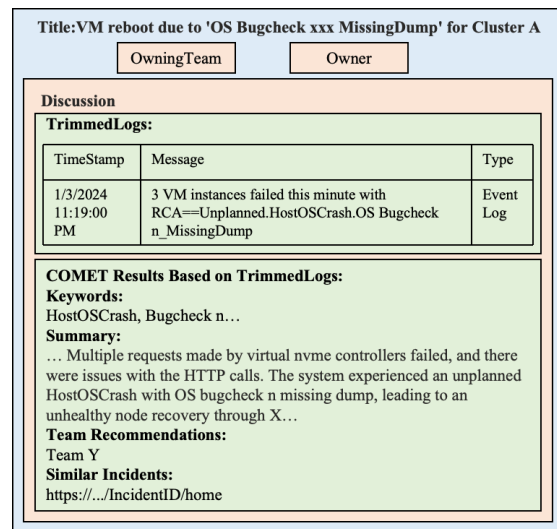 Title:VM reboot due to 'OS Bugcheck xxx MissingDump' for Cluster A
OwningTeam Owner
Discussion
TrimmedLogs:
TimeStamp Message Type
1/3/2024 3 VM instances failed this minute with Event
11:19:00 RCA==Unplanned.HostOSCrash.OS Bugcheck Log
PM n_MissingDump
COMET Results Based on TrimmedLogs:
Keywords:
HostOSCrash, Bugcheck n…
Summary:
… Multiple requests made by virtual nvme controllers failed, and there
were issues with the HTTP calls. The system experienced an unplanned
HostOSCrash with OS bugcheck n missing dump, leading to an
unhealthy node recovery through X…
Team Recommendations:
Team Y
Similar Incidents:
https://.../IncidentID/home